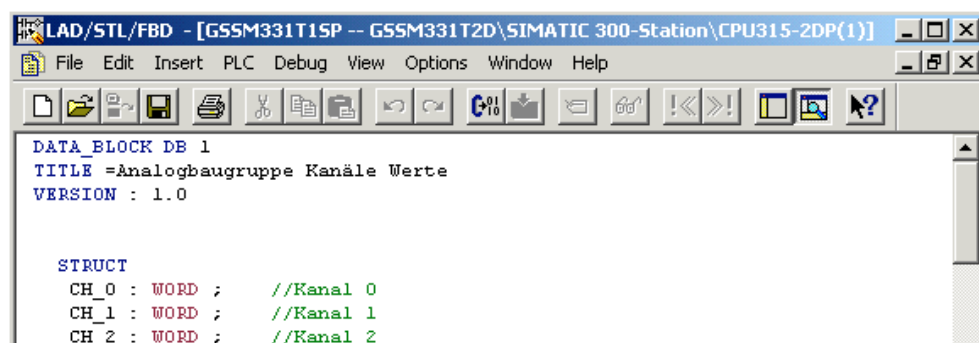 LAD/STL/FBD - [GSSM331T1SP -- GSSM331T2D\SIMATIC 300-Station\CPU315-2DP(1)]
File Edit Insert PLC Debug View Options Window Help
DATA_BLOCK DB 1
TITLE =Analogbaugruppe Kanäle Werte
VERSION : 1.0
STRUCT
CH_0 : WORD ; //Kanal 0
CH_1 : WORD ; //Kanal 1
CH_2 : WORD ; //Kanal 2